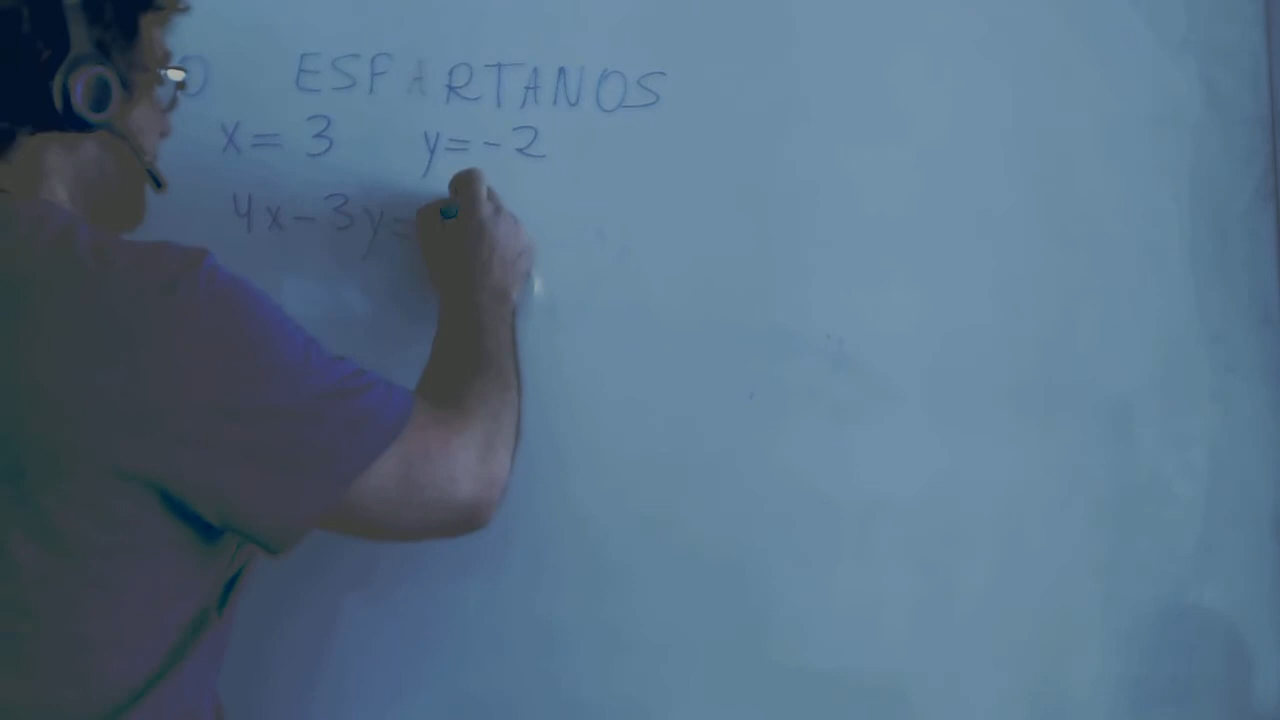 ESPARTANOS
x = 3 y = -2
4x - 3y =